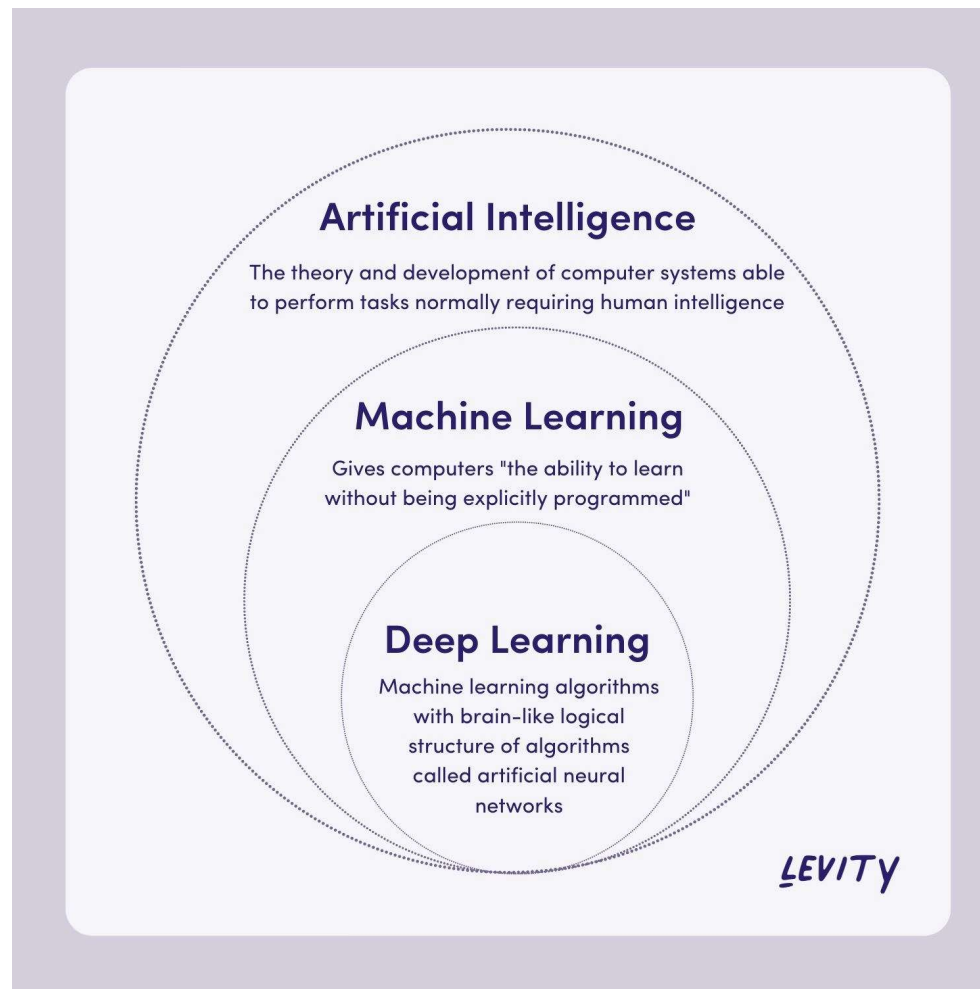 Artificial Intelligence
The theory and development of computer systems able
to perform tasks normally requiring human intelligence
Machine Learning
Gives computers "the ability to learn
without being explicitly programmed"
Deep Learning
Machine learning algorithms
with brain-like logical
structure of algorithms
called artificial neural
networks
LEVITY